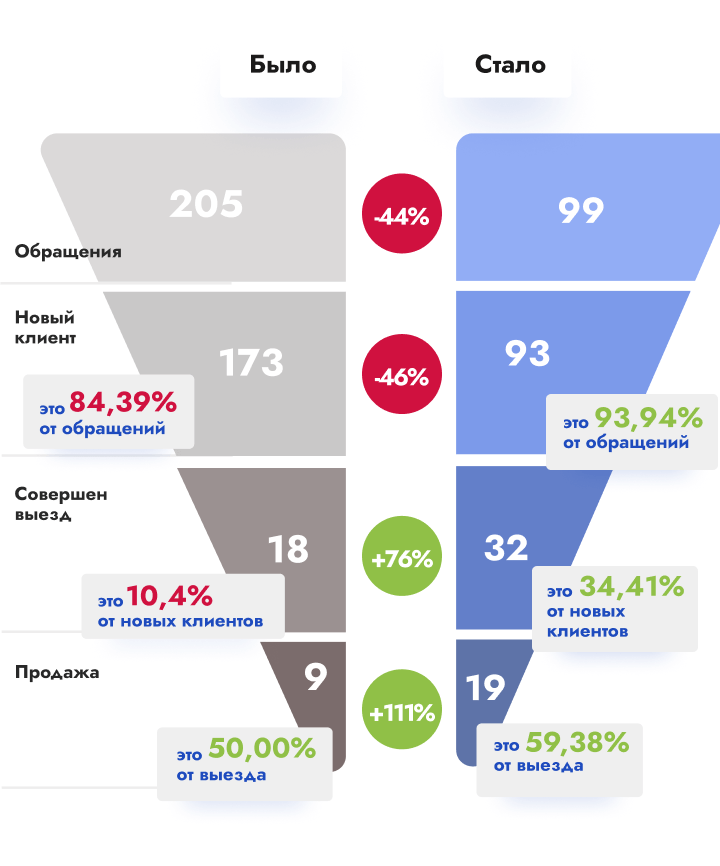 Было
Стало
205
-44%
99
Обращения
Новый
клиент
173
-46%
93
это 84,39%
от обращений
это 93,94%
от обращений
Совершен
выезд
18
+76%
32
это 10,4%
от новых клиентов
это 34,41%
от новых
клиентов
Продажа
9
+111%
19
это 50,00%
от выезда
это 59,38%
от выезда